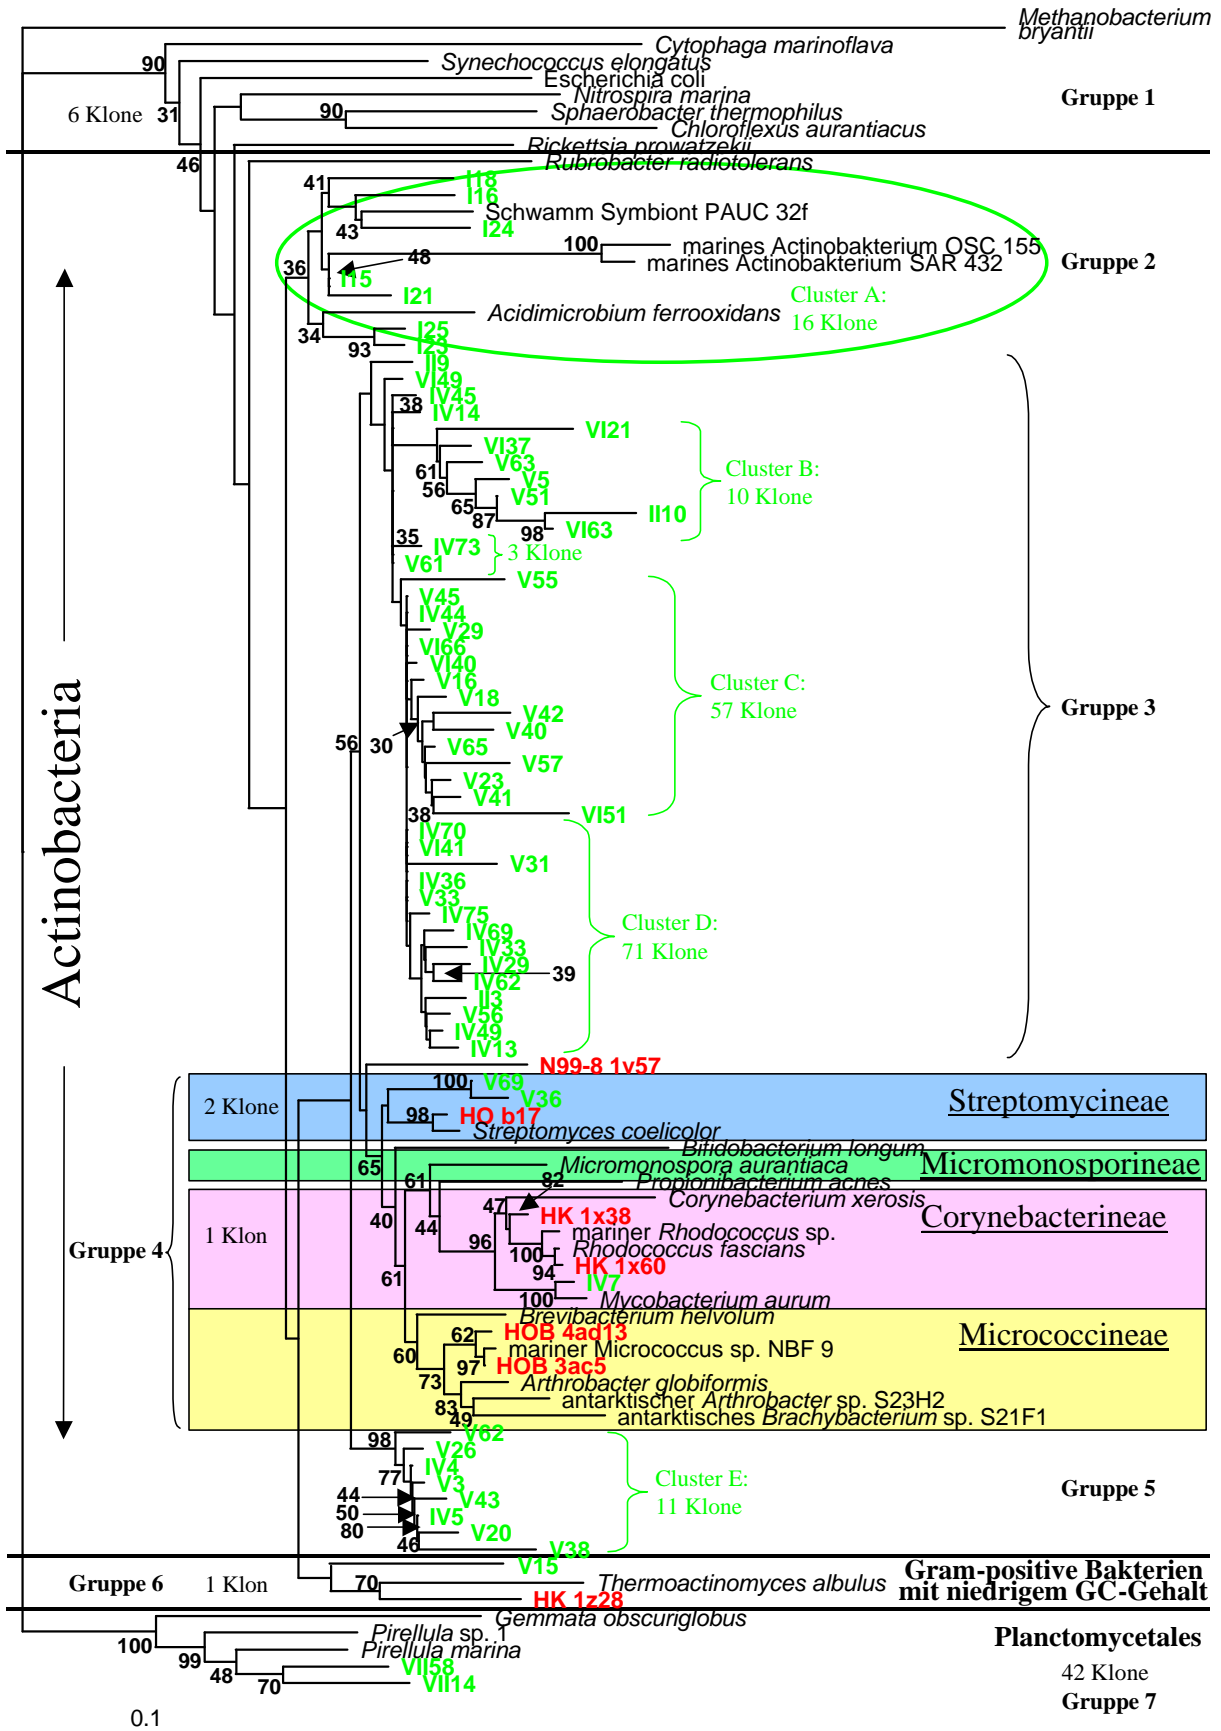 Methanobacterium
bryantii
Cytophaga marinoflava
90
Synechococcus elongatus
Escherichia coli
Nitrospira marina
Gruppe 1
6 Klone
31
90
Sphaerobacter thermophilus
Chloroflexus aurantiacus
Rickettsia prowatzekii
46
Rubrobacter radiotolerans
41
I18
I16
Schwamm Symbiont PAUC 32f
43
I24
100
marines Actinobakterium OSC 155
48
marines Actinobakterium SAR 432
Gruppe 2
36
I15
I21
Cluster A:
16 Klone
Acidimicrobium ferrooxidans
34
I25
93
I23
II9
VI49
IV45
38
IV14
VI21
VI37
61
V63
Cluster B:
10 Klone
56
V5
65
V51
87
II10
98
VI63
35
IV73
3 Klone
V61
V55
V45
IV44
V29
VI66
VI40
V16
Cluster C:
57 Klone
V18
V42
Gruppe 3
Actinobacteria
V40
56
30
V65
V57
V23
V41
38
VI51
IV70
VI41
V31
IV36
V33
IV75
Cluster D:
71 Klone
IV69
IV33
IV29
39
IV62
II3
V56
IV49
IV13
N99-8 1v57
100
V69
2 Klone
V36
Streptomycineae
98
HO b17
Streptomyces coelicolor
Bifidobacterium longum
65
Micromonospora aurantiaca
Micromonosporineae
61
82
Propionibacterium acnes
47
Corynebacterium xerosis
40
44
HK 1x38
Corynebacterineae
1 Klon
mariner Rhodococcus sp.
Gruppe 4
96
100
Rhodococcus fascians
61
94
HK 1x60
IV7
100
Mycobacterium aurum
Brevibacterium helvolum
62
HOB 4ad13
Micrococcineae
60
mariner Micrococcus sp. NBF 9
97
HOB 3ac5
73
Arthrobacter globiformis
83
antarktischer Arthrobacter sp. S23H2
49
antarktisches Brachybacterium sp. S21F1
V62
98
V26
IV4
77
V3
Cluster E:
11 Klone
Gruppe 5
44
V43
50
IV5
80
V20
46
V38
V15
Gram-positive Bakterien
mit niedrigem GC-Gehalt
Gruppe 6
1 Klon
70
Thermoactinomyces albulus
HK 1z28
Gemmata obscuriglobus
Pirellula sp. 1
100
Pirellula marina
Planctomycetales
99
VII58
42 Klone
48
70
VII14
Gruppe 7
0.1